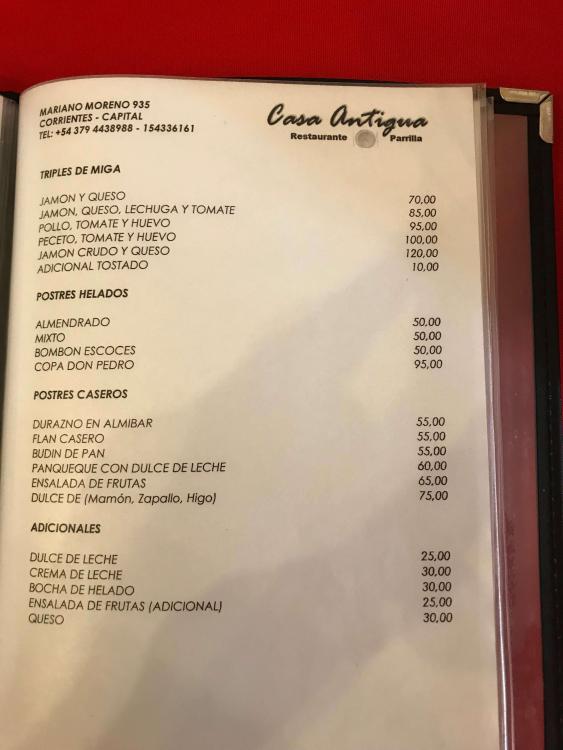 MARIANO MORENO 935
CORRIENTES - CAPITAL
TEL: +54 379 4438988 - 154336161
Casa Antigua
Restaurante Parrilla
TRIPLES DE MIGA
JAMON Y QUESO 70,00
JAMON, QUESO, LECHUGA Y TOMATE 85,00
POLLO, TOMATE Y HUEVO 95,00
PECETO, TOMATE Y HUEVO 100,00
JAMON CRUDO Y QUESO 120,00
ADICIONAL TOSTADO 10,00
POSTRES HELADOS
ALMENDRADO 50,00
MIXTO 50,00
BOMBON ESCOCES 50,00
COPA DON PEDRO 95,00
POSTRES CASEROS
DURAZNO EN ALMIBAR 55,00
FLAN CASERO 55,00
BUDIN DE PAN 55,00
PANQUEQUE CON DULCE DE LECHE 60,00
ENSALADA DE FRUTAS 65,00
DULCE DE (Mamón, Zapallo, Higo) 75,00
ADICIONALES
DULCE DE LECHE 25,00
CREMA DE LECHE 30,00
BOCHA DE HELADO 30,00
ENSALADA DE FRUTAS (ADICIONAL) 25,00
QUESO 30,00